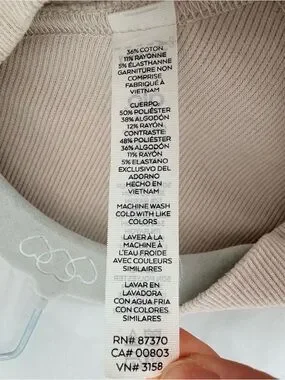 36% COTON
11% RAYONNE
5% ÉLASTHANNE
GARNITURE NON
COMPRISE
FABRIQUÉ À
VIETNAM
CUERPO:
50% POLIÉSTER
38% ALGODÓN
12% RAYÓN
CONTRASTE:
48% POLIÉSTER
36% ALGODÓN
11% RAYÓN
5% ELASTANO
EXCLUSIVO DEL
ADORNO
HECHO EN
VIETNAM
MACHINE WASH
COLD WITH LIKE
COLORS
LAVER À LA
MACHINE À
L'EAU FROIDE
AVEC COULEURS
SIMILAIRES
LAVAR EN
LAVADORA
CON AGUA FRIA
CON COLORES
SIMILARES
RN# 87370
CA# 00803
VN# 3158